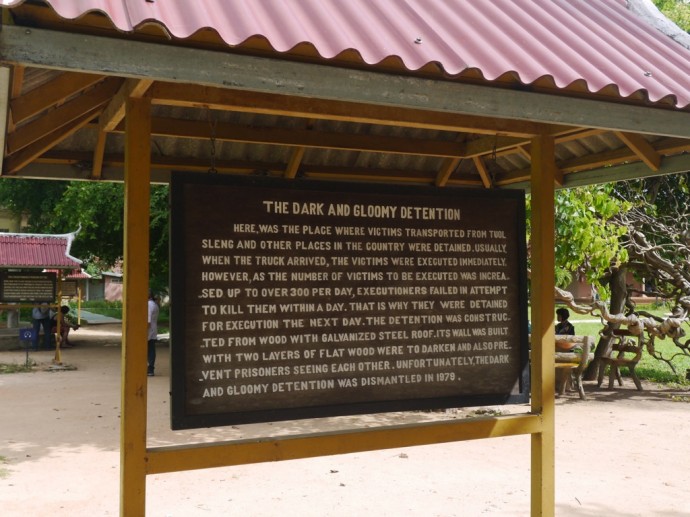 THE DARK AND GLOOMY DETENTION
HERE, WAS THE PLACE WHERE VICTIMS TRANSPORTED FROM TUOL
SLENG AND OTHER PLACES IN THE COUNTRY WERE DETAINED. USUALLY,
WHEN THE TRUCK ARRIVED, THE VICTIMS WERE EXECUTED IMMEDIATELY.
HOWEVER, AS THE NUMBER OF VICTIMS TO BE EXECUTED WAS INCREA.
.SED UP TO OVER 300 PER DAY, EXECUTIONERS FAILED IN ATTEMPT
TO KILL THEM WITHIN A DAY. THAT IS WHY THEY WERE DETAINED
FOR EXECUTION THE NEXT DAY. THE DETENTION WAS CONSTRUC.
.TED FROM WOOD WITH GALVANIZED STEEL ROOF. ITS WALL WAS BUILT
WITH TWO LAYERS OF FLAT WOOD WERE TO DARKEN AND ALSO PRE.
.VENT PRISONERS SEEING EACH OTHER. UNFORTUNATELY, THE DARK
AND GLOOMY DETENTION WAS DISMANTLED IN 1979.